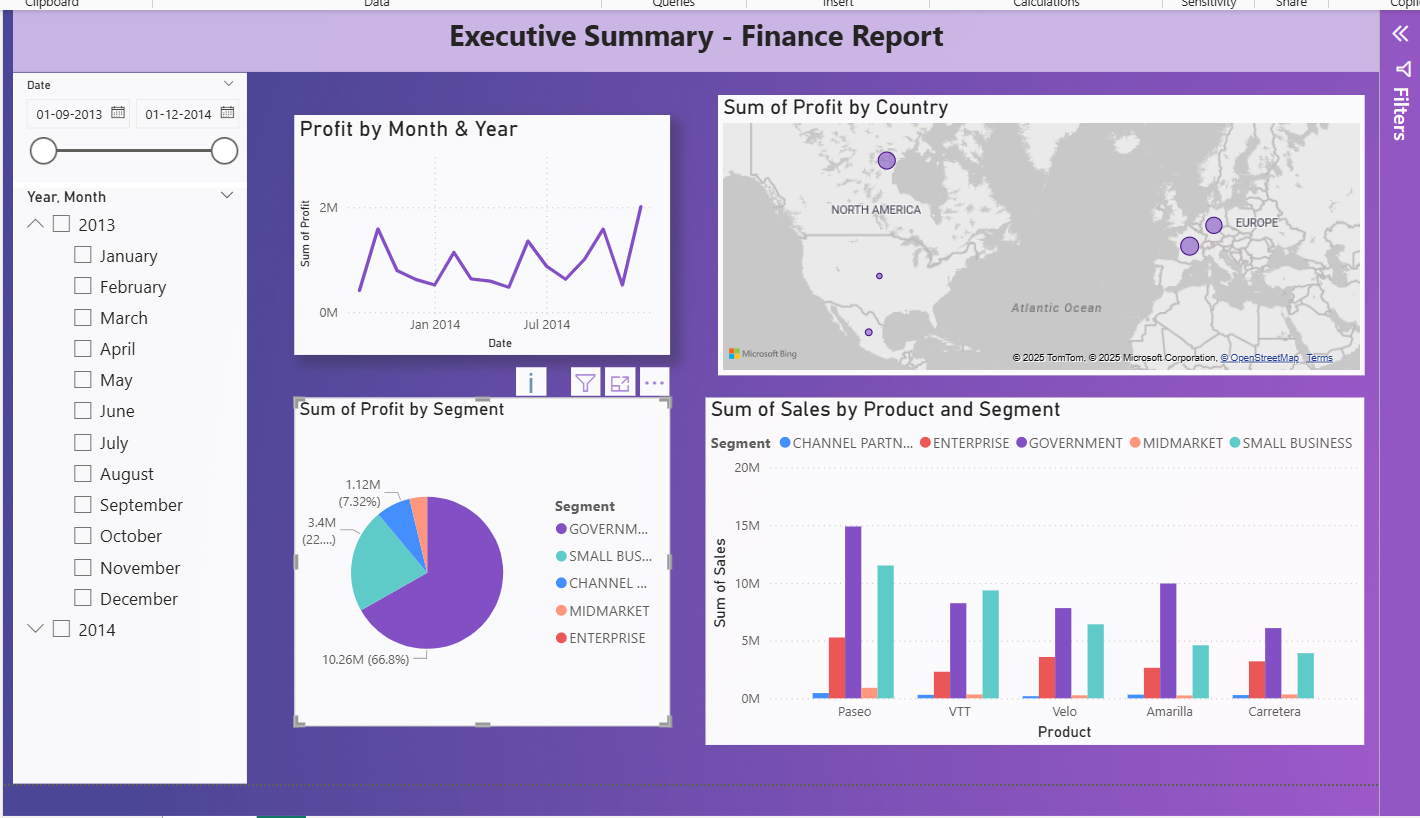 Clipboard
Data
Queries
Insert
Calculations
Sensitivity
Share
Executive Summary - Finance Report
Filters
Date
01-09-2013
01-12-2014
Year, Month
2013
January
February
March
April
May
June
July
August
September
October
November
December
2014
Profit by Month & Year
Sum of Profit
2M
0M
Jan 2014
Jul 2014
Date
Sum of Profit by Country
NORTH AMERICA
EUROPE
Atlantic Ocean
Microsoft Bing
© 2025 TomTom, © 2025 Microsoft Corporation, © OpenStreetMap Terms
Sum of Profit by Segment
1.12M
(7.32%)
3.4M
(22....)
10.26M (66.8%)
Segment
GOVERNM...
SMALL BUS...
CHANNEL ...
MIDMARKET
ENTERPRISE
Sum of Sales by Product and Segment
Segment CHANNEL PARTN... ENTERPRISE GOVERNMENT MIDMARKET SMALL BUSINESS
Sum of Sales
20M
15M
10M
5M
0M
Paseo
VTT
Velo
Amarilla
Carretera
Product